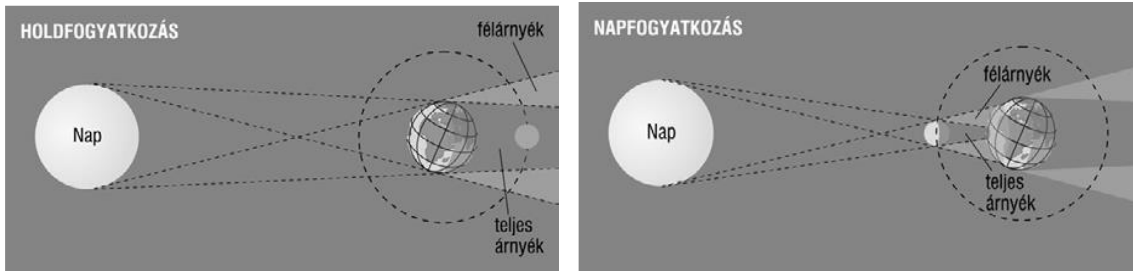 HOLDFOGYATKOZÁS
félárnyék
Nap
teljes
árnyék
NAPFOGYATKOZÁS
félárnyék
Nap
teljes
árnyék